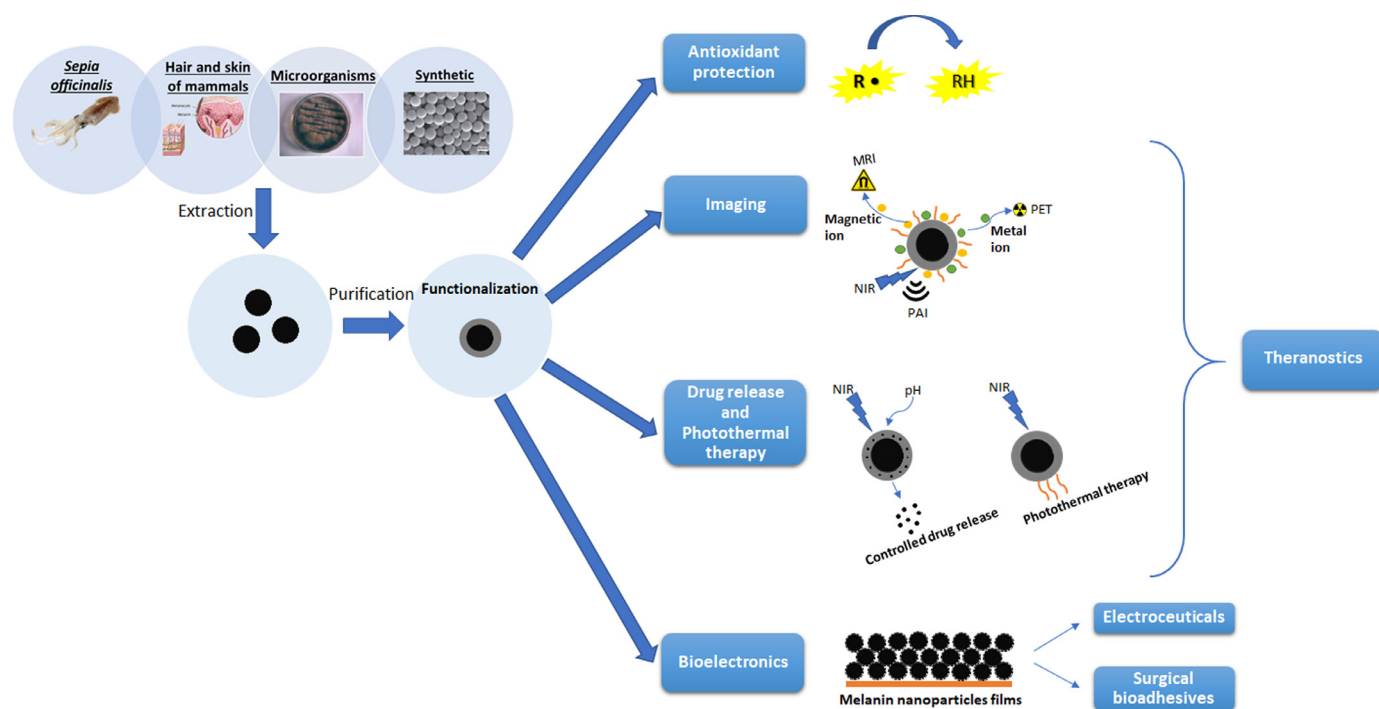 Sepia
officinalis
Hair and skin
of mammals
Microorganisms
Synthetic
Extraction
Purification
Functionalization
Antioxidant
protection
R •
RH
Imaging
MRI
Magnetic
ion
PET
Metal
ion
NIR
PAI
Drug release
and
Photothermal
therapy
NIR
pH
Controlled drug release
NIR
Photothermal therapy
Theranostics
Bioelectronics
Melanin nanoparticles films
Electroceuticals
Surgical
bioadhesives